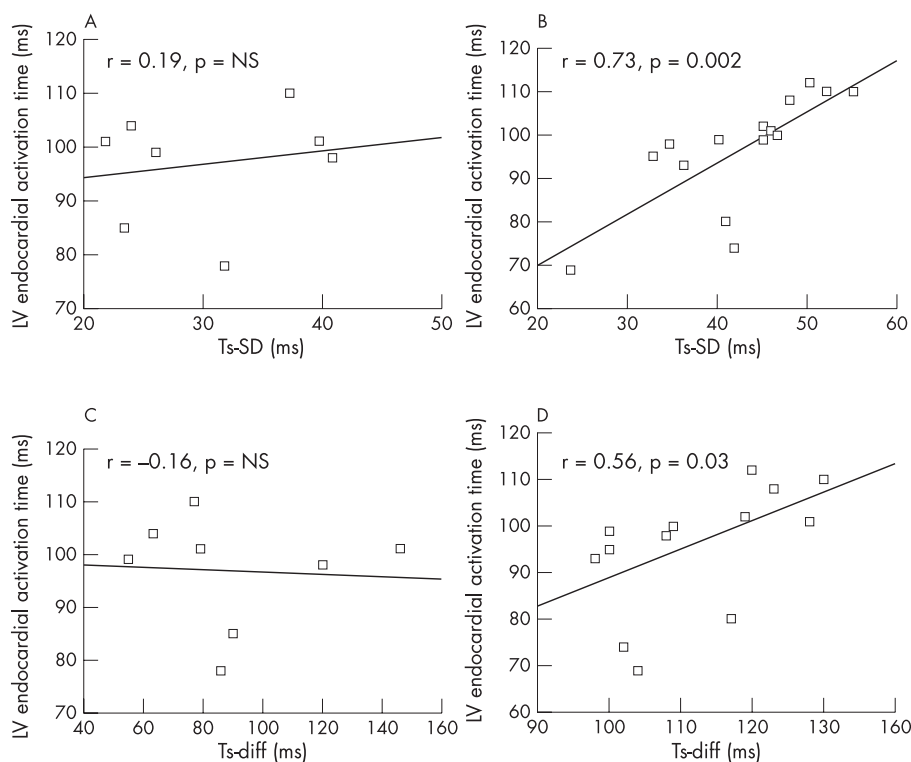 A
LV endocardial activation time (ms)
120
110
100
90
80
70
r = 0.19, p = NS
20 30 40 50
Ts-SD (ms)
B
LV endocardial activation time (ms)
120
110
100
90
80
70
60
r = 0.73, p = 0.002
20 30 40 50 60
Ts-SD (ms)
C
LV endocardial activation time (ms)
120
110
100
90
80
70
r = –0.16, p = NS
40 60 80 100 120 140 160
Ts-diff (ms)
D
LV endocardial activation time (ms)
120
110
100
90
80
70
60
r = 0.56, p = 0.03
90 100 110 120 130 160
Ts-diff (ms)